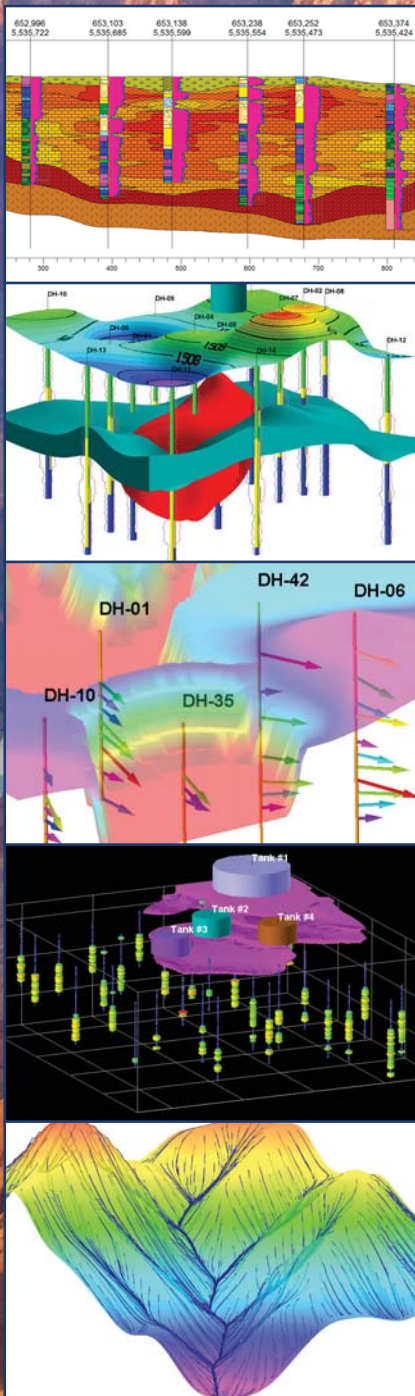 652,996 653,103 653,138 653,238 653,252 653,374
5,535,722 5,535,685 5,535,599 5,535,554 5,535,473 5,535,424
300 400 500 600 700 800
DH-10
DH-09
DH-02 DH-08
DH-07
DH-04
DH-05
DH-13
DH-12
1508
1508
DH-14
DH-11
DH-42
DH-06
DH-01
DH-10
DH-35
Tank #1
Tank #2
Tank #3
Tank #4